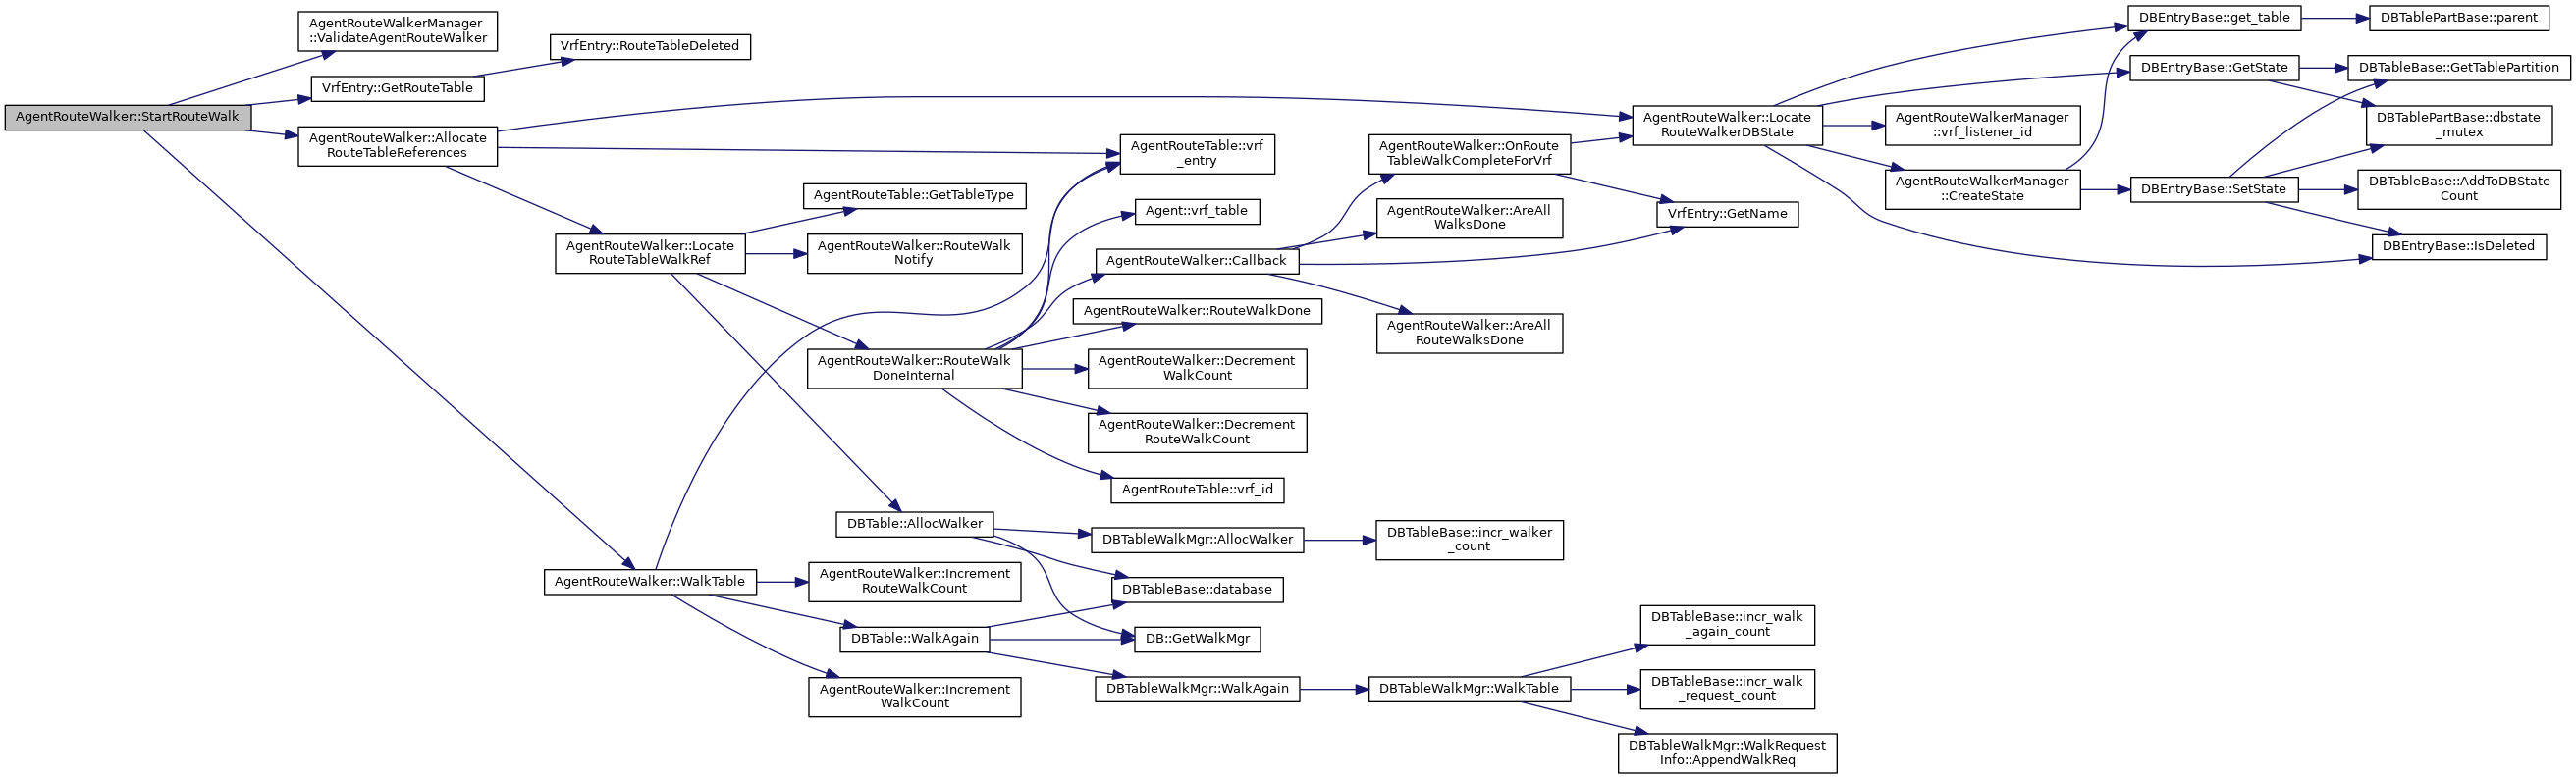 AgentRouteWalker::StartRouteWalk
AgentRouteWalkerManager
::ValidateAgentRouteWalker
VrfEntry::GetRouteTable
VrfEntry::RouteTableDeleted
AgentRouteWalker::Allocate
RouteTableReferences
AgentRouteWalker::Locate
RouteTableWalkRef
AgentRouteTable::GetTableType
AgentRouteWalker::RouteWalk
Notify
AgentRouteWalker::RouteWalk
DoneInternal
DBTable::AllocWalker
AgentRouteWalker::WalkTable
AgentRouteWalker::Increment
RouteWalkCount
DBTable::WalkAgain
AgentRouteWalker::Increment
WalkCount
AgentRouteTable::vrf
_entry
Agent::vrf_table
AgentRouteWalker::Callback
AgentRouteWalker::RouteWalkDone
AgentRouteWalker::Decrement
WalkCount
AgentRouteWalker::Decrement
RouteWalkCount
AgentRouteTable::vrf_id
DBTableWalkMgr::AllocWalker
DBTableBase::database
DB::GetWalkMgr
DBTableWalkMgr::WalkAgain
AgentRouteWalker::OnRoute
TableWalkCompleteForVrf
AgentRouteWalker::AreAll
WalksDone
AgentRouteWalker::AreAll
RouteWalksDone
DBTableBase::incr_walker
_count
DBTableWalkMgr::WalkTable
AgentRouteWalker::Locate
RouteWalkerDBState
VrfEntry::GetName
DBTableBase::incr_walk
_again_count
DBTableBase::incr_walk
_request_count
DBTableWalkMgr::WalkRequest
Info::AppendWalkReq
AgentRouteWalkerManager
::vrf_listener_id
AgentRouteWalkerManager
::CreateState
DBEntryBase::get_table
DBEntryBase::GetState
DBEntryBase::SetState
DBTablePartBase::parent
DBTableBase::GetTablePartition
DBTablePartBase::dbstate
_mutex
DBTableBase::AddToDBState
Count
DBEntryBase::IsDeleted